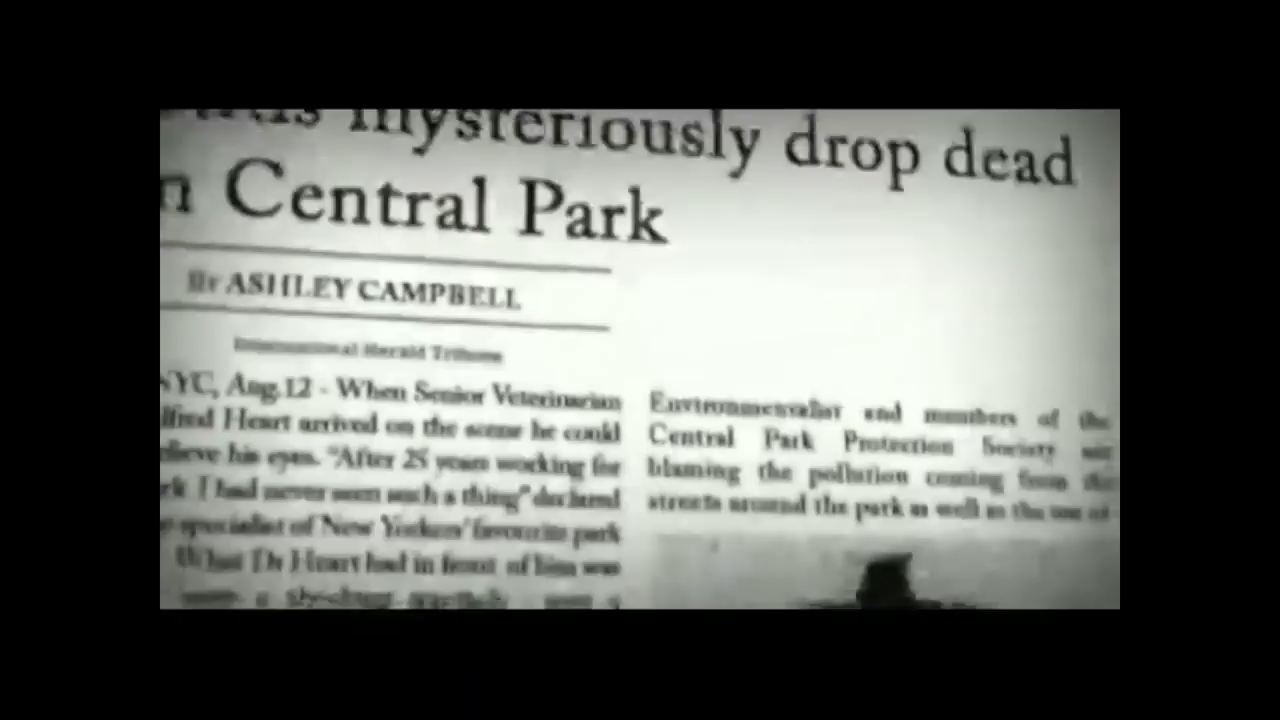 mysteriously drop dead
n Central Park
By ASHLEY CAMPBELL
International Herald Tribune
NYC, Aug.12 - When Senior Veterinarian
lfred Heart arrived on the scene he could
elieve his eyes. "After 25 years working for
rk I had never seen such a thing" declared
specialist of New Yorkers' favourite park
What Dr Heart had in front of him was
Environmentalist and members of the
Central Park Protection Society are
blaming the pollution coming from the
streets around the park as well as the use of